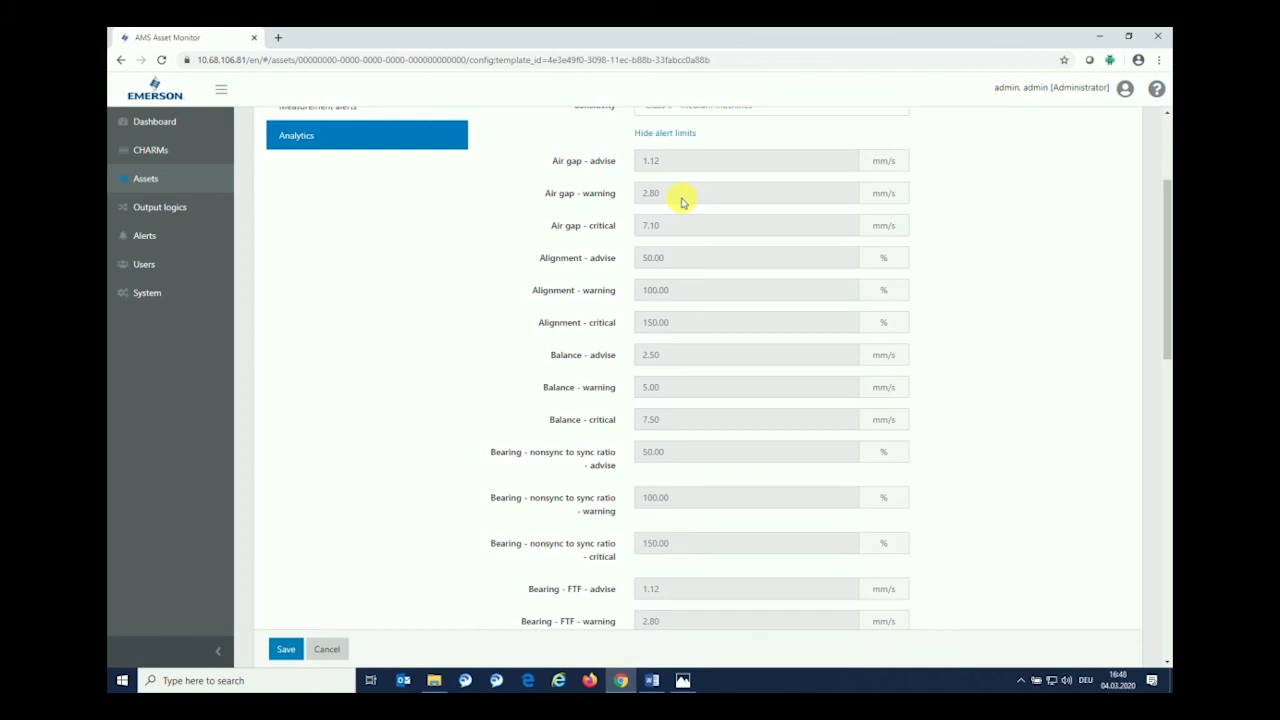 AMS Asset Monitor
10.68.106.81/en/#/assets/00000000-0000-0000-0000-000000000000/config;template_id=4e3e49f0-3098-11ec-b88b-33fabcc0a88b
EMERSON
admin, admin [Administrator]
Dashboard
CHARMs
Assets
Output logics
Alerts
Users
System
Measurement alerts
Analytics
Sensitivity
Class II - medium machines
Hide alert limits
Air gap - advise 1.12 mm/s
Air gap - warning 2.80 mm/s
Air gap - critical 7.10 mm/s
Alignment - advise 50.00 %
Alignment - warning 100.00 %
Alignment - critical 150.00 %
Balance - advise 2.50 mm/s
Balance - warning 5.00 mm/s
Balance - critical 7.50 mm/s
Bearing - nonsync to sync ratio 50.00 %
- advise
Bearing - nonsync to sync ratio 100.00 %
- warning
Bearing - nonsync to sync ratio 150.00 %
- critical
Bearing - FTF - advise 1.12 mm/s
Bearing - FTF - warning 2.80 mm/s
Save Cancel
Type here to search
DEU
16:48
04.03.2020